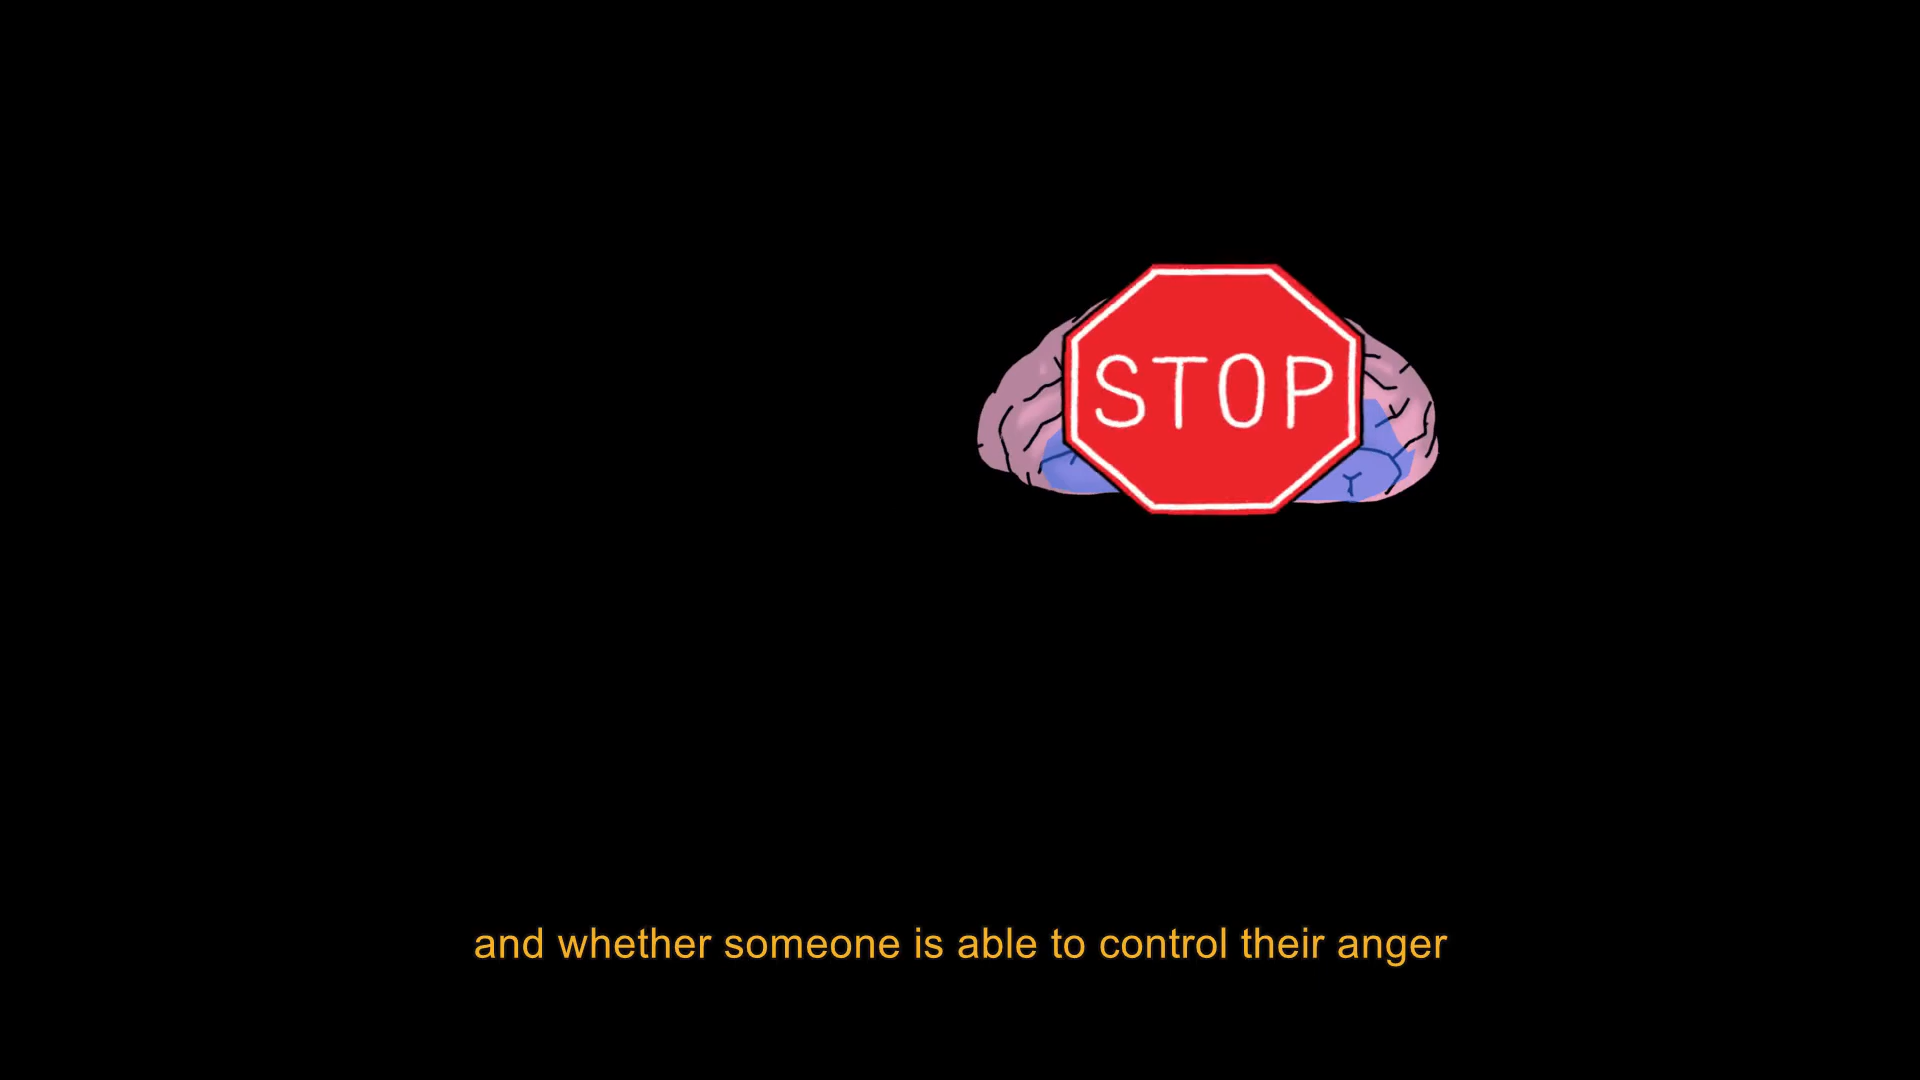 STOP
and whether someone is able to control their anger